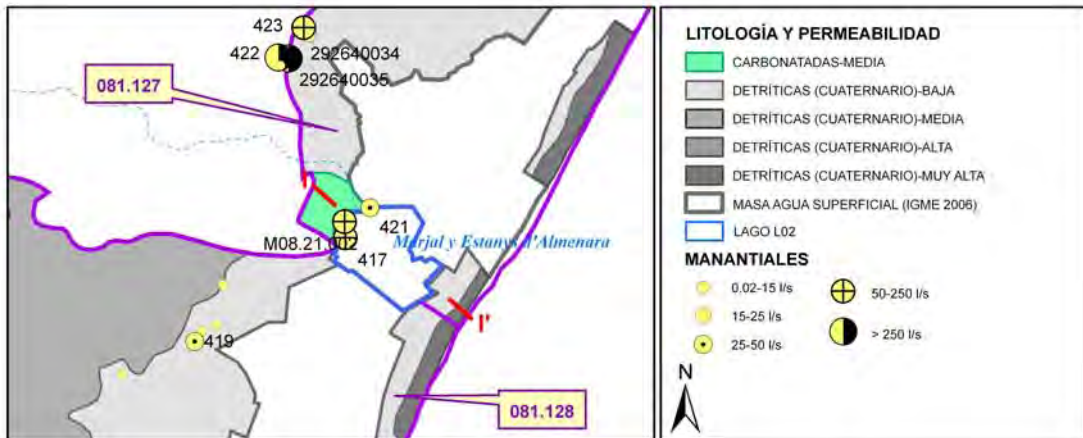 423
422
292640034
292640035
081.127
I
421
M08.21.002
Marjal y Estanys d'Almenara
417
I'
419
081.128
LITOLOGÍA Y PERMEABILIDAD
CARBONATADAS-MEDIA
DETRÍTICAS (CUATERNARIO)-BAJA
DETRÍTICAS (CUATERNARIO)-MEDIA
DETRÍTICAS (CUATERNARIO)-ALTA
DETRÍTICAS (CUATERNARIO)-MUY ALTA
MASA AGUA SUPERFICIAL (IGME 2006)
LAGO L02
MANANTIALES
0.02-15 l/s
15-25 l/s
25-50 l/s
50-250 l/s
> 250 l/s
N